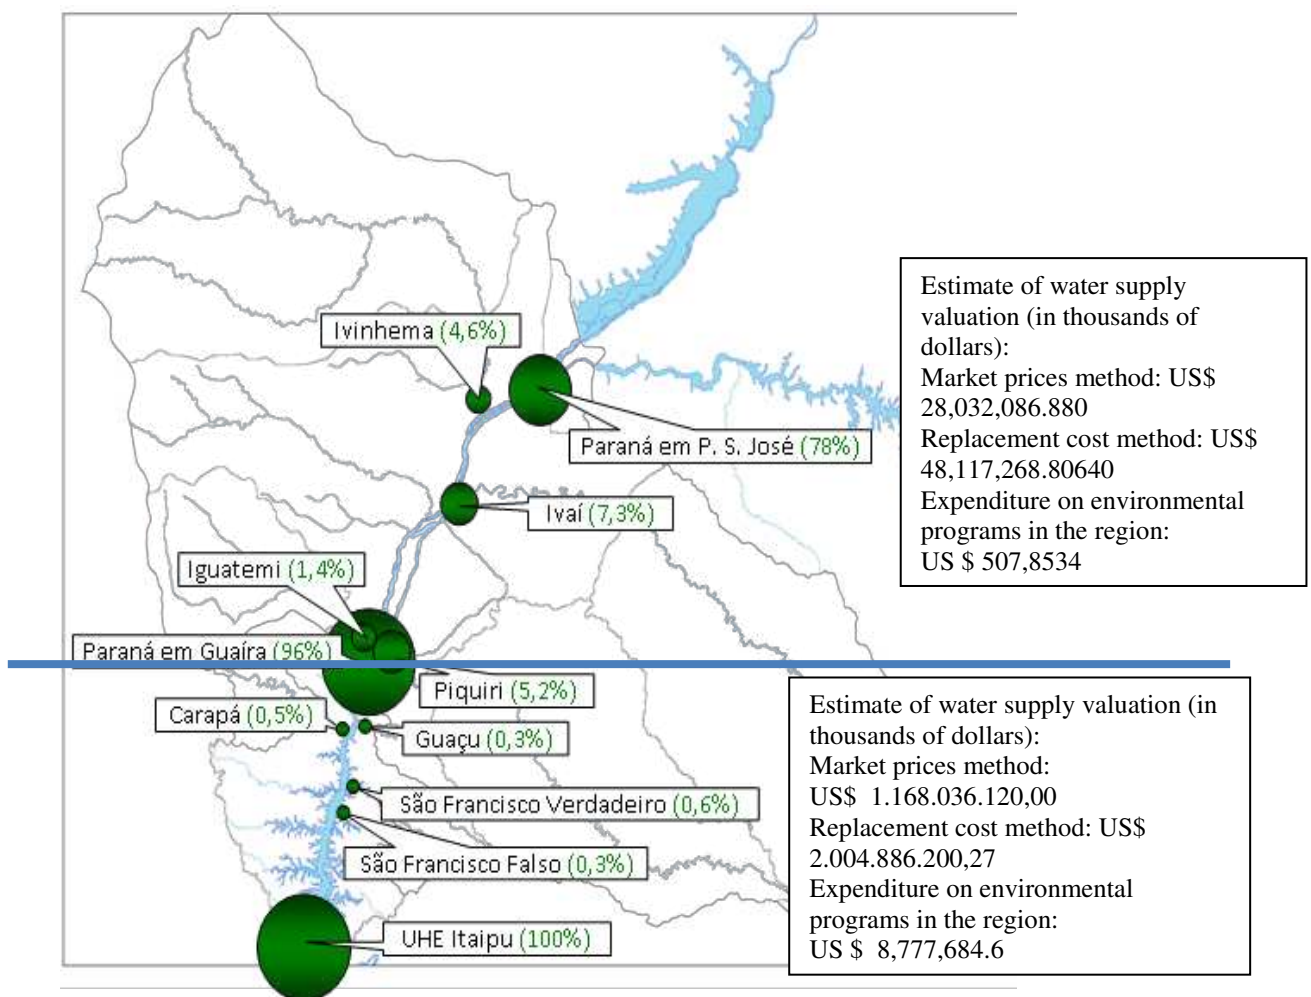 Ivinhema (4,6%)
Paraná em P. S. José (78%)
Ivaí (7,3%)
Iguatemi (1,4%)
Paraná em Guaíra (96%)
Piquiri (5,2%)
Carapá (0,5%)
Guaçu (0,3%)
São Francisco Verdadeiro (0,6%)
São Francisco Falso (0,3%)
UHE Itaipu (100%)
Estimate of water supply
valuation (in thousands of
dollars):
Market prices method: US$
28,032,086.880
Replacement cost method: US$
48,117,268.80640
Expenditure on environmental
programs in the region:
US $ 507,8534
Estimate of water supply valuation (in
thousands of dollars):
Market prices method:
US$ 1.168.036.120,00
Replacement cost method: US$
2.004.886.200,27
Expenditure on environmental
programs in the region:
US $ 8,777,684.6